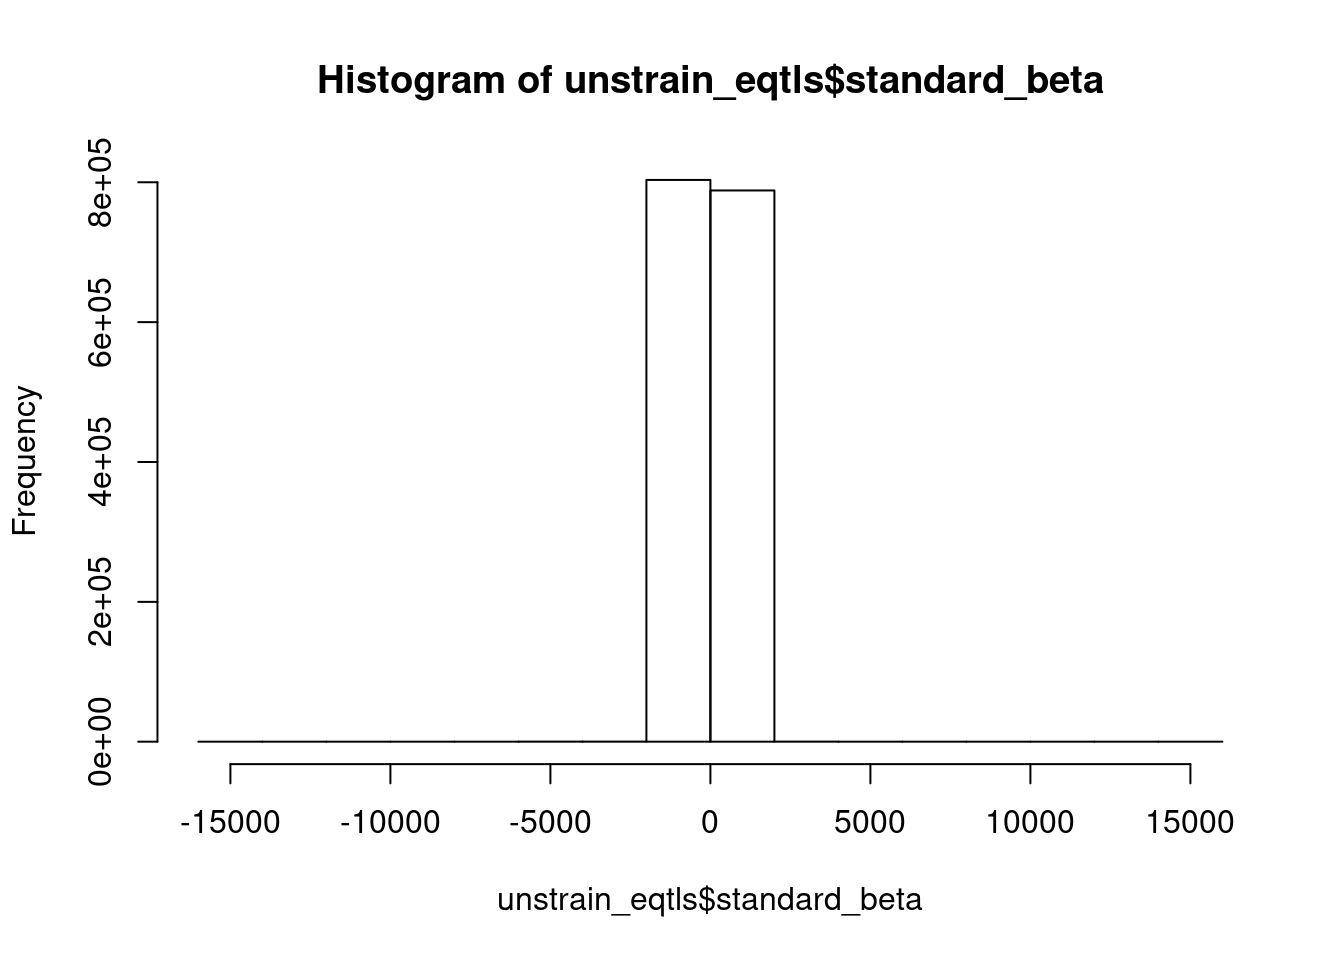 Histogram of unstrain_eqtls$standard_beta
Frequency
8e+05
6e+05
4e+05
2e+05
0e+00
-15000 -10000 -5000 0 5000 10000 15000
unstrain_eqtls$standard_beta